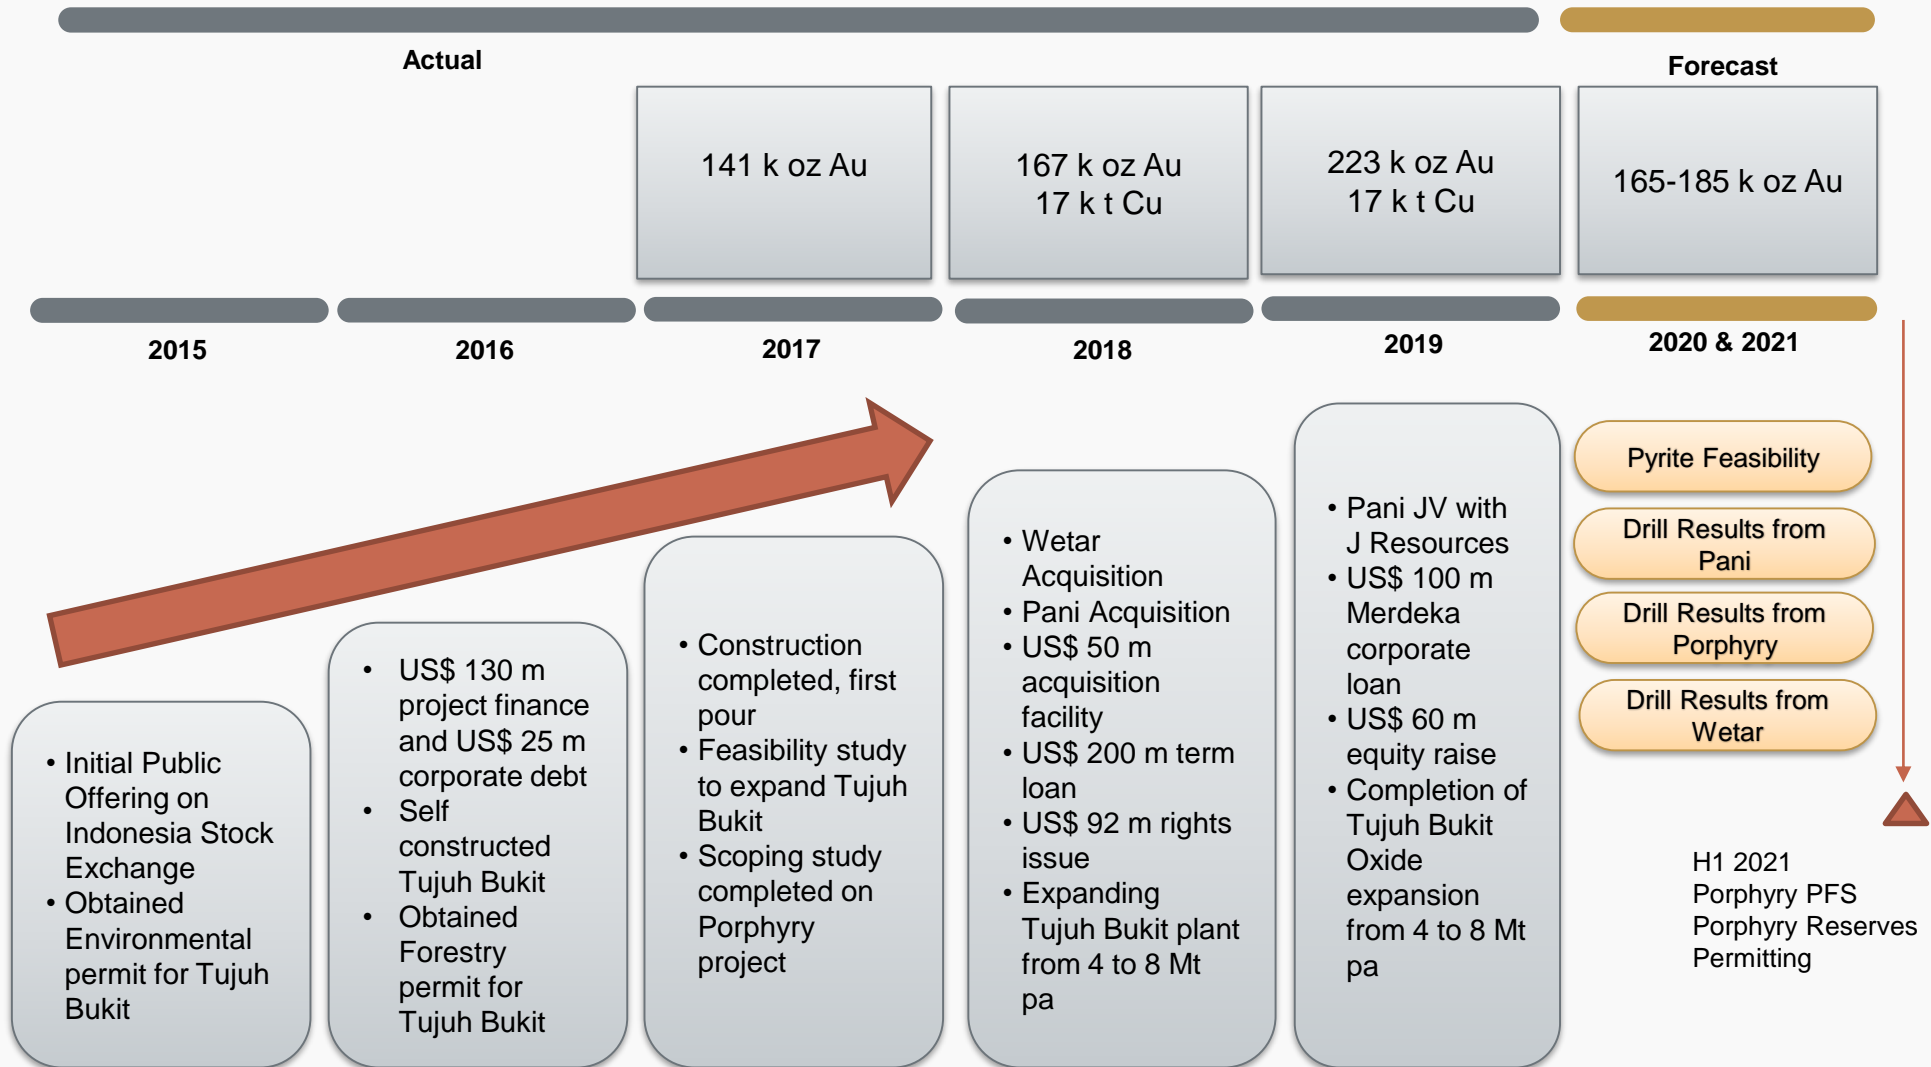 Actual
Forecast
141 k oz Au
167 k oz Au
17 k t Cu
223 k oz Au
17 k t Cu
165-185 k oz Au
2015
2016
2017
2018
2019
2020 & 2021
• Initial Public
Offering on
Indonesia Stock
Exchange
• Obtained
Environmental
permit for Tujuh
Bukit
• US$ 130 m
project finance
and US$ 25 m
corporate debt
• Self
constructed
Tujuh Bukit
• Obtained
Forestry
permit for
Tujuh Bukit
• Construction
completed, first
pour
• Feasibility study
to expand Tujuh
Bukit
• Scoping study
completed on
Porphyry
project
• Wetar
Acquisition
• Pani Acquisition
• US$ 50 m
acquisition
facility
• US$ 200 m term
loan
• US$ 92 m rights
issue
• Expanding
Tujuh Bukit plant
from 4 to 8 Mt
pa
• Pani JV with
J Resources
• US$ 100 m
Merdeka
corporate
loan
• US$ 60 m
equity raise
• Completion of
Tujuh Bukit
Oxide
expansion
from 4 to 8 Mt
pa
Pyrite Feasibility
Drill Results from
Pani
Drill Results from
Porphyry
Drill Results from
Wetar
H1 2021
Porphyry PFS
Porphyry Reserves
Permitting